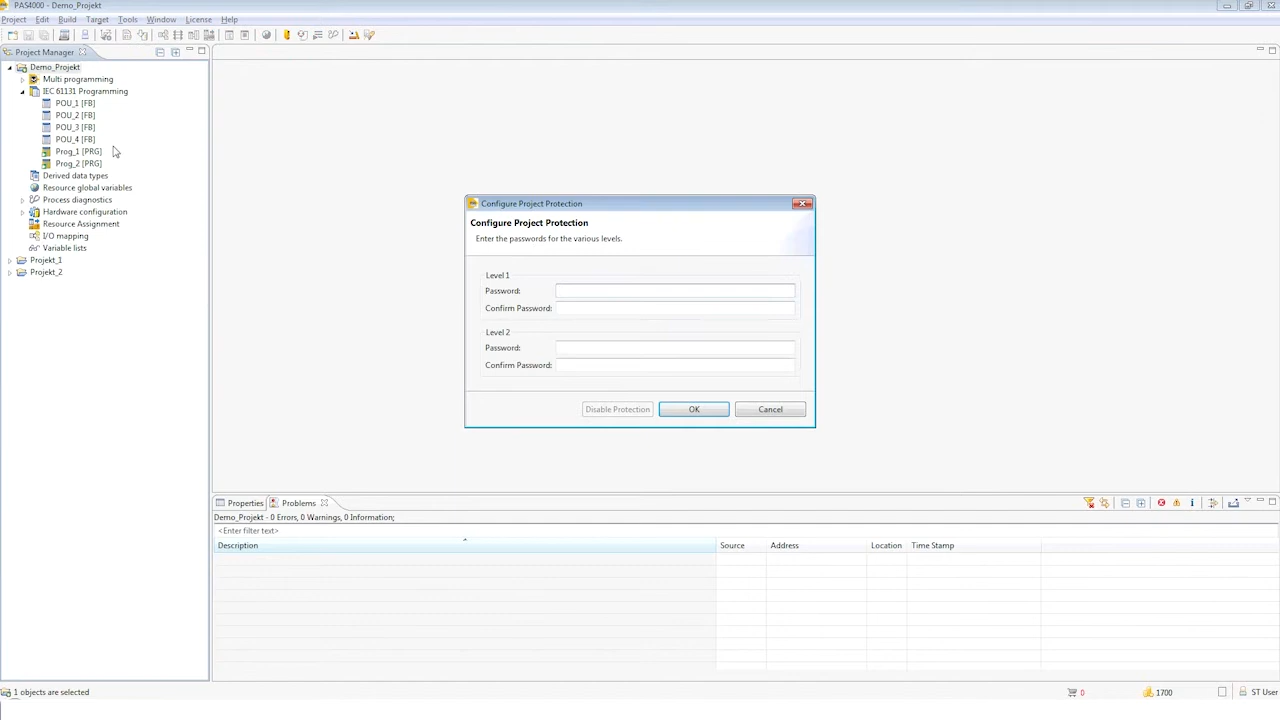 PAS4000 - Demo_Projekt
Project Edit Build Target Tools Window License Help
Project Manager
Demo_Projekt
Multi programming
IEC 61131 Programming
POU_1 [FB]
POU_2 [FB]
POU_3 [FB]
POU_4 [FB]
Prog_1 [PRG]
Prog_2 [PRG]
Derived data types
Resource global variables
Process diagnostics
Hardware configuration
Resource Assignment
I/O mapping
Variable lists
Projekt_1
Projekt_2
Configure Project Protection
Configure Project Protection
Enter the passwords for the various levels.
Level 1
Password:
Confirm Password:
Level 2
Password:
Confirm Password:
Disable Protection OK Cancel
Properties Problems
Demo_Projekt - 0 Errors, 0 Warnings, 0 Information;
<Enter filter text>
Description Source Address Location Time Stamp
1 objects are selected 0 1700 ST User